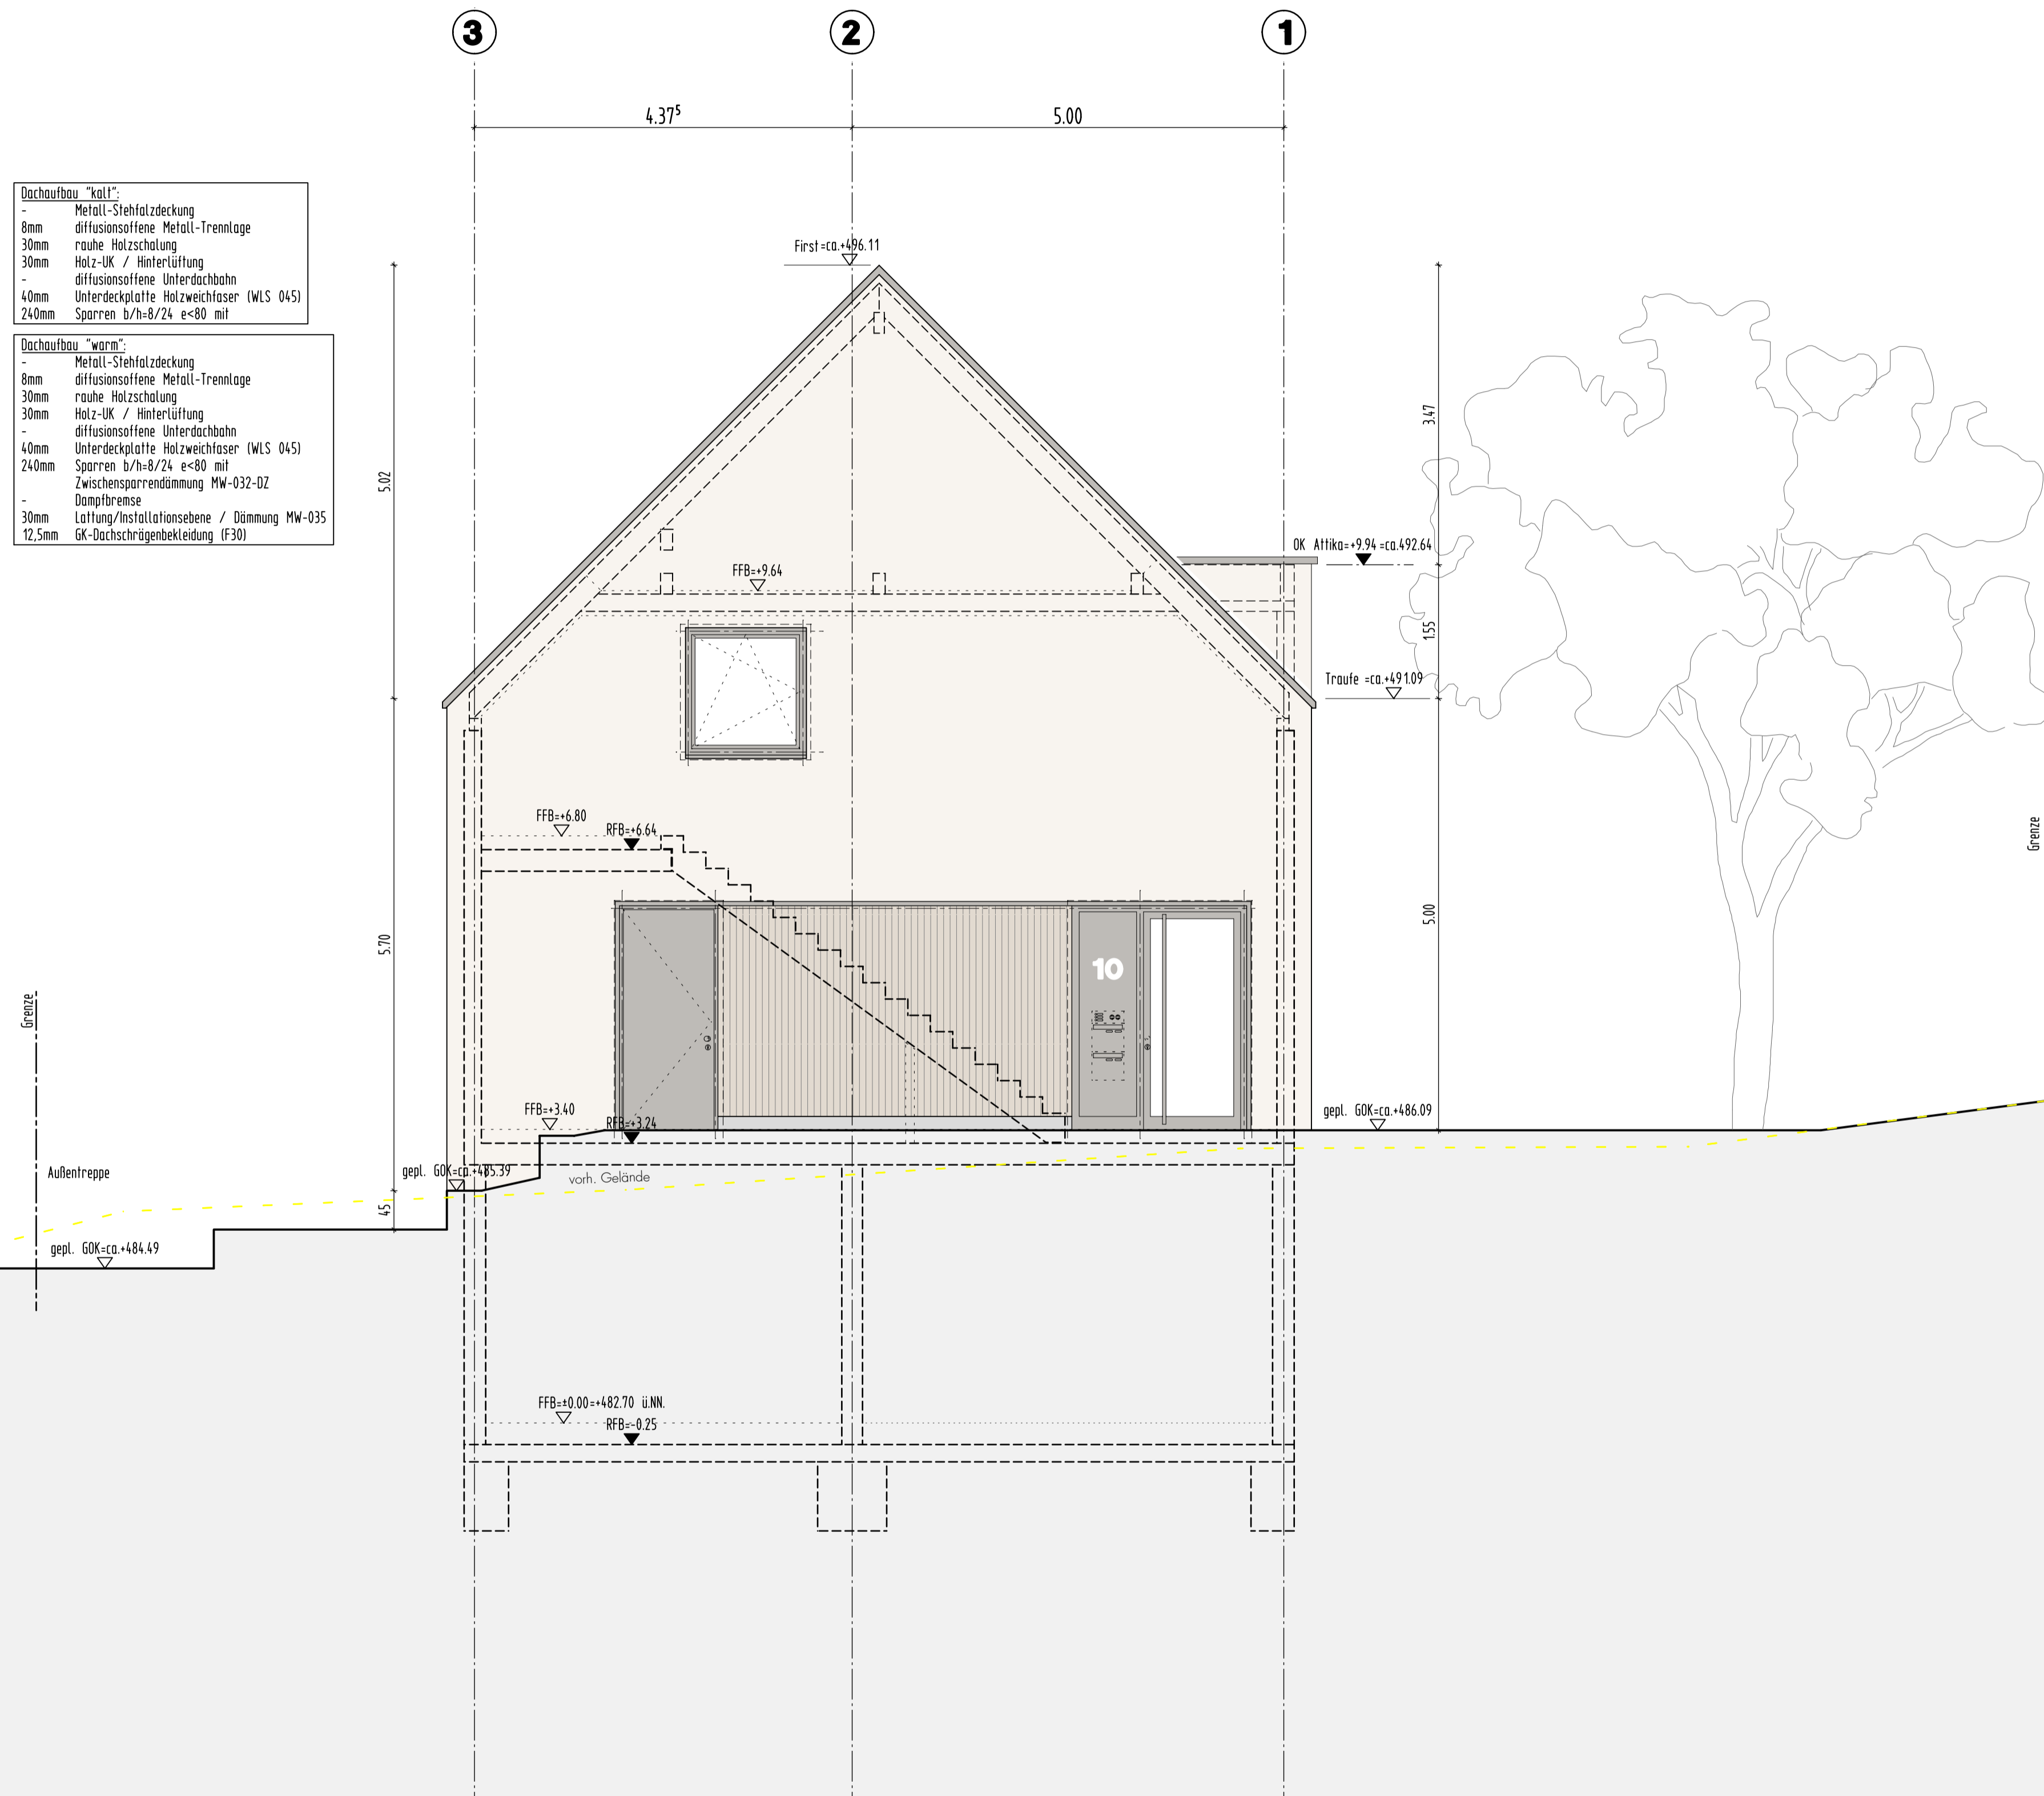 3
2
1
4.37⁵
5.00
Dachaufbau "kalt":
- Metall-Stehfalzdeckung
8mm diffusionsoffene Metall-Trennlage
30mm rauhe Holzschalung
30mm Holz-UK / Hinterlüftung
- diffusionsoffene Unterdachbahn
40mm Unterdeckplatte Holzweichfaser (WLS 045)
240mm Sparren b/h=8/24 e<80 mit
Dachaufbau "warm":
- Metall-Stehfalzdeckung
8mm diffusionsoffene Metall-Trennlage
30mm rauhe Holzschalung
30mm Holz-UK / Hinterlüftung
- diffusionsoffene Unterdachbahn
40mm Unterdeckplatte Holzweichfaser (WLS 045)
240mm Sparren b/h=8/24 e<80 mit
Zwischensparrendämmung MW-032-DZ
- Dampfbremse
30mm Lattung/Installationsebene / Dämmung MW-035
12,5mm GK-Dachschrägenbekleidung (F30)
First=ca.+496.11
3.47
5.02
OK Attika=+9.94=ca.492.64
FFB=+9.64
1.55
Traufe =ca.+491.09
FFB=+6.80
RFB=+6.64
Grenze
5.00
5.70
10
Grenze
FFB=+3.40
RFB=+3.24
gepl. GOK=ca.+486.09
Außentreppe
gepl. GOK=ca.+485.39
vorh. Gelände
45
gepl. GOK=ca.+484.49
FFB=±0.00=+482.70 ü.NN.
RFB=-0.25